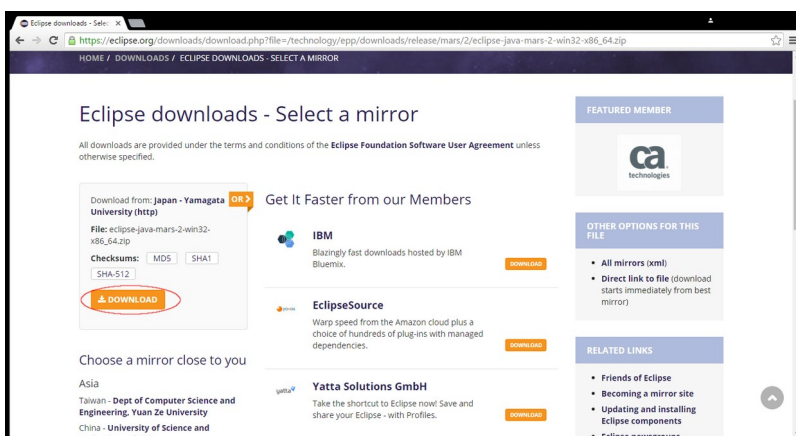 Eclipse downloads - Selec
https://eclipse.org/downloads/download.php?file=/technology/epp/downloads/release/mars/2/eclipse-java-mars-2-win32-x86_64.zip
HOME / DOWNLOADS / ECLIPSE DOWNLOADS - SELECT A MIRROR
Eclipse downloads - Select a mirror
All downloads are provided under the terms and conditions of the Eclipse Foundation Software User Agreement unless
otherwise specified.
Download from: Japan - Yamagata
University (http)
File: eclipse-java-mars-2-win32-
x86_64.zip
Checksums: MD5 SHA1
SHA-512
DOWNLOAD
OR
Choose a mirror close to you
Asia
Taiwan - Dept of Computer Science and
Engineering, Yuan Ze University
China - University of Science and
Get It Faster from our Members
IBM
Blazingly fast downloads hosted by IBM
Bluemix.
DOWNLOAD
EclipseSource
Warp speed from the Amazon cloud plus a
choice of hundreds of plug-ins with managed
dependencies.
DOWNLOAD
yatta
Yatta Solutions GmbH
Take the shortcut to Eclipse now! Save and
share your Eclipse - with Profiles.
DOWNLOAD
FEATURED MEMBER
ca
technologies
OTHER OPTIONS FOR THIS
FILE
All mirrors (xml)
Direct link to file (download
starts immediately from best
mirror)
RELATED LINKS
Friends of Eclipse
Becoming a mirror site
Updating and installing
Eclipse components
Eclipse newsgroups